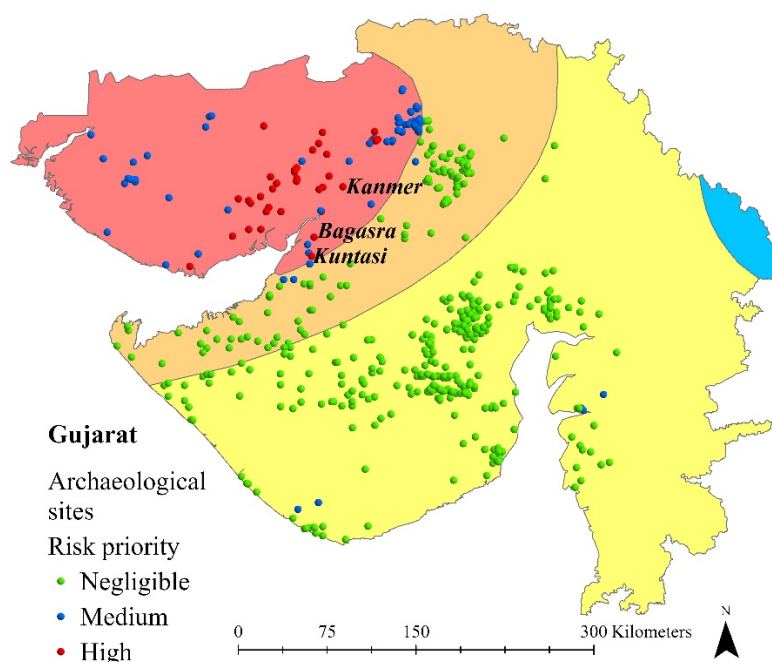 Kanmer
Bagasra
Kuntasi
Gujarat
Archaeological
sites
Risk priority
Negligible
Medium
High
0 75 150 300 Kilometers
N